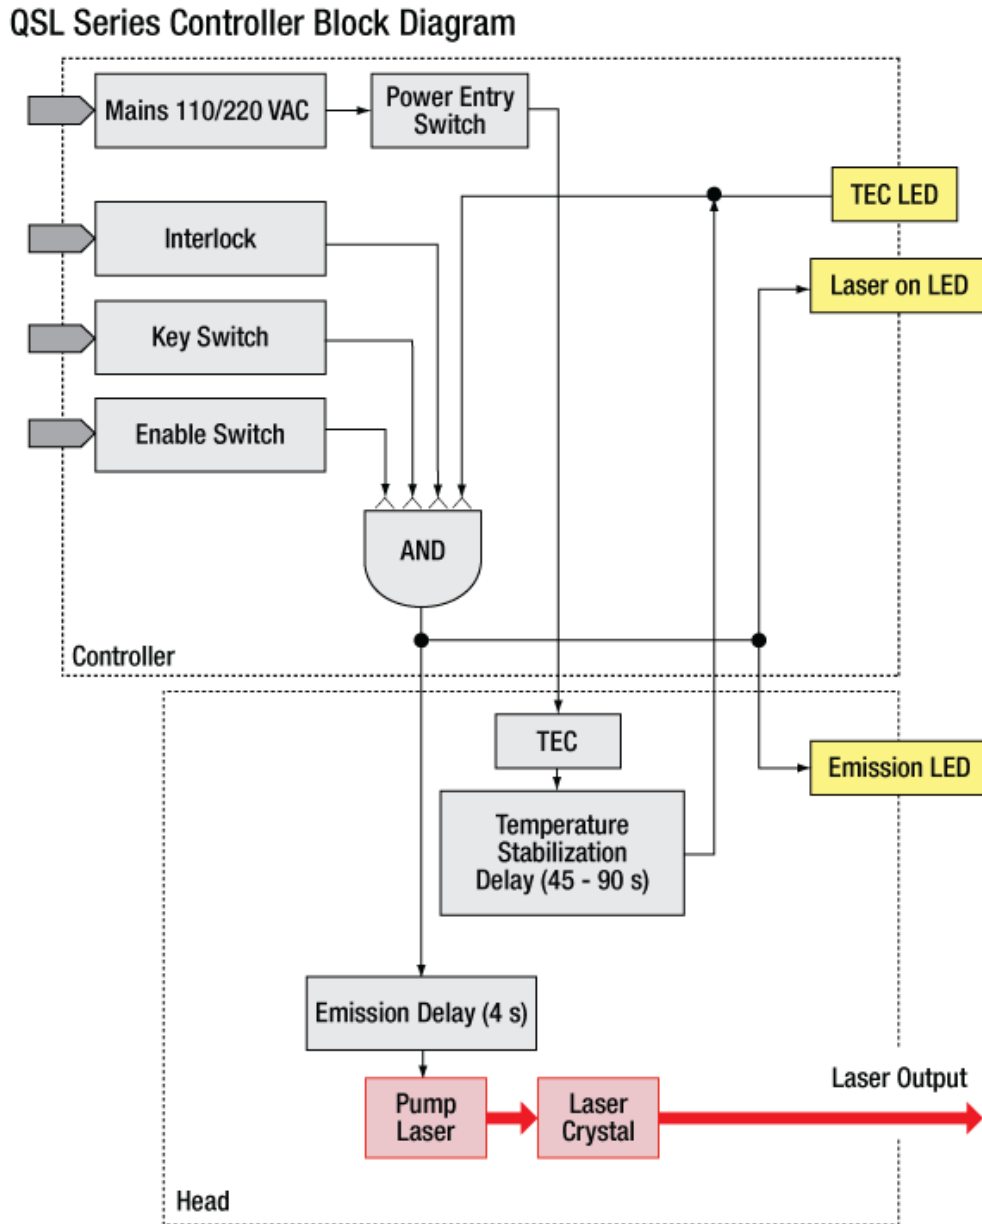 QSL Series Controller Block Diagram
Mains 110/220 VAC
Power Entry
Switch
TEC LED
Interlock
Laser on LED
Key Switch
Enable Switch
AND
Controller
TEC
Emission LED
Temperature
Stabilization
Delay (45 - 90 s)
Emission Delay (4 s)
Laser Output
Pump
Laser
Laser
Crystal
Head